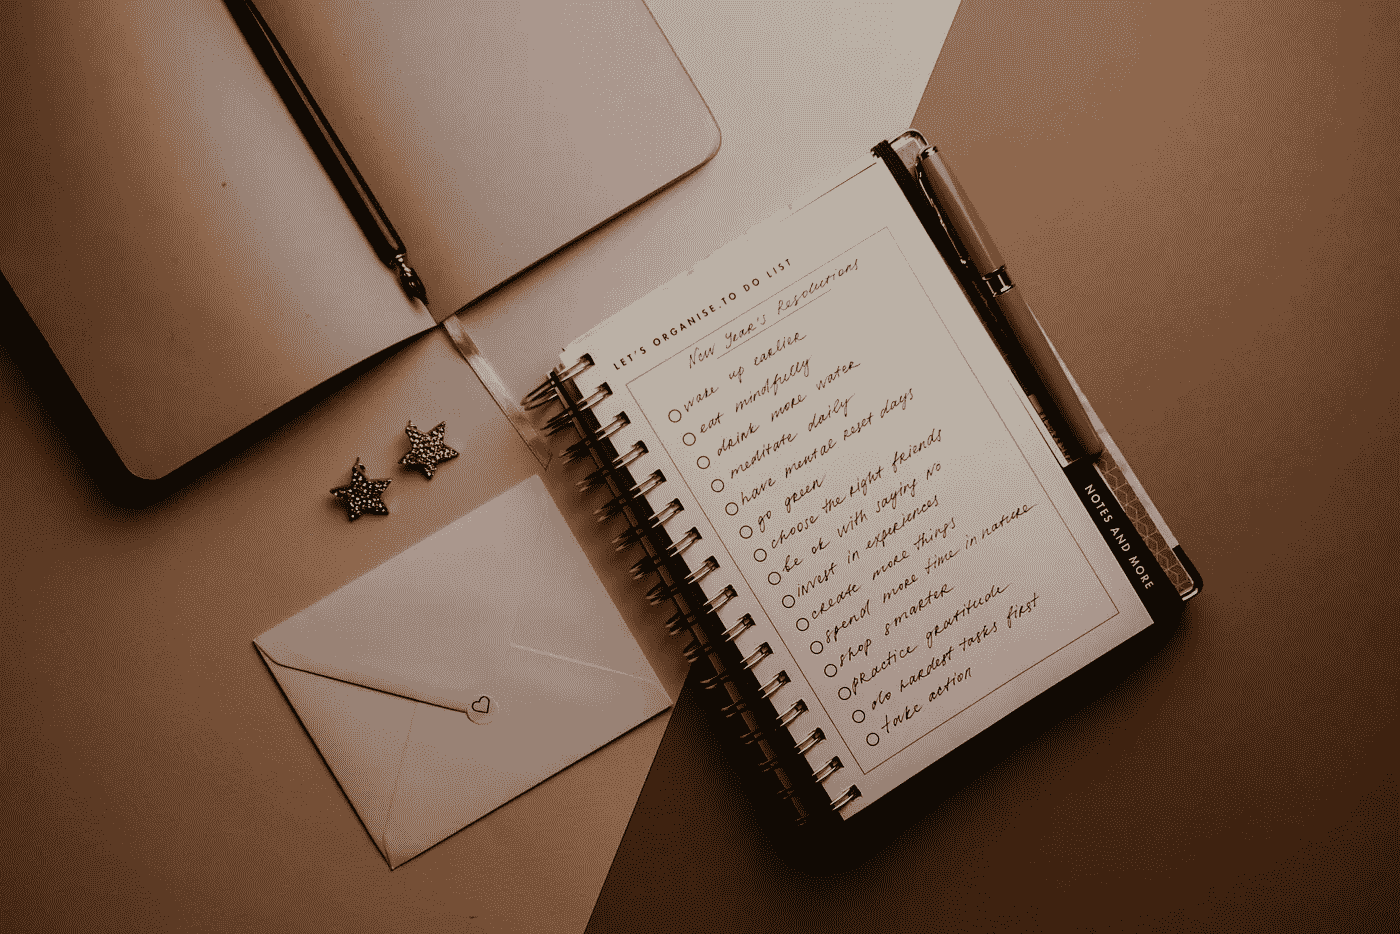 LET'S ORGANISE.TO DO LIST
New Year's Resolutions
wake up earlier
eat mindfully
drink more water
meditate daily
have mental reset days
go green
choose the right friends
be ok with saying no
invest in experiences
create more things
spend more time in nature
shop smarter
practice gratitude
do hardest tasks first
take action
NOTES AND MORE